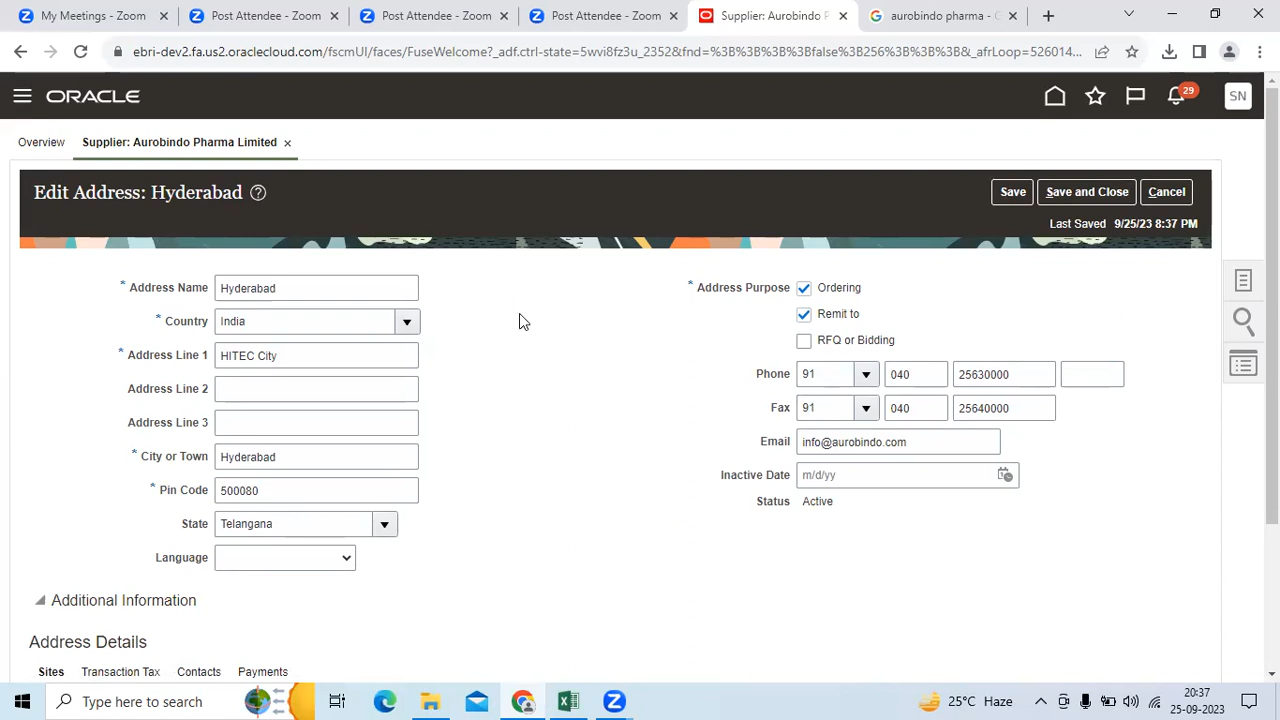 My Meetings - Zoom
Post Attendee - Zoom
Post Attendee - Zoom
Post Attendee - Zoom
Supplier: Aurobindo P
aurobindo pharma - G
ebri-dev2.fa.us2.oraclecloud.com/fscmUI/faces/FuseWelcome?_adf.ctrl-state=5wvi8fz3u_2352&fnd=%3B%3B%3B%3Bfalse%3B256%3B%3B%3B&_afrLoop=526014...
ORACLE
29
SN
Overview
Supplier: Aurobindo Pharma Limited
Edit Address: Hyderabad
Save
Save and Close
Cancel
Last Saved 9/25/23 8:37 PM
* Address Name Hyderabad
* Country India
* Address Line 1 HITEC City
Address Line 2
Address Line 3
* City or Town Hyderabad
* Pin Code 500080
State Telangana
Language
* Address Purpose Ordering
Remit to
RFQ or Bidding
Phone 91 040 25630000
Fax 91 040 25640000
Email info@aurobindo.com
Inactive Date m/d/yy
Status Active
Additional Information
Address Details
Sites Transaction Tax Contacts Payments
Type here to search
25°C Haze
20:37
25-09-2023